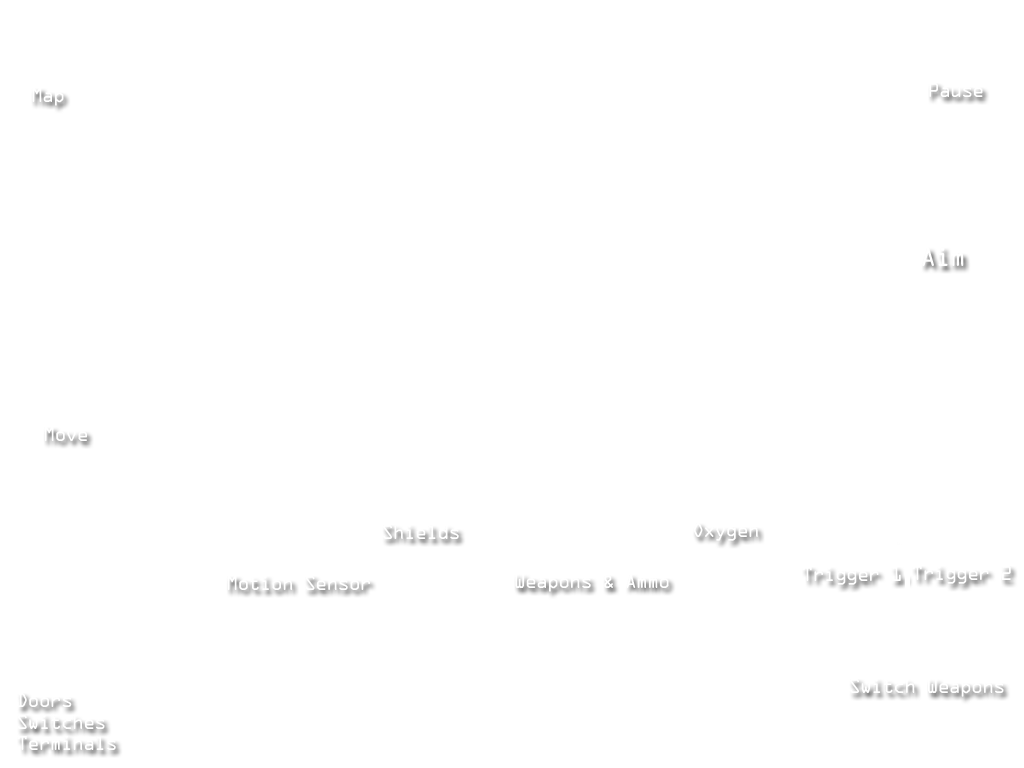 Map
Pause
Aim
Move
Shields
Oxygen
Motion Sensor
Weapons & Ammo
Trigger 1
Trigger 2
Switch Weapons
Doors
Switches
Terminals